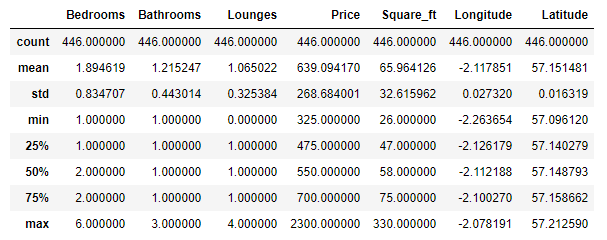 Bedrooms Bathrooms Lounges Price Square_ft Longitude Latitude
count 446.000000 446.000000 446.000000 446.000000 446.000000 446.000000 446.000000
mean 1.894619 1.215247 1.065022 639.094170 65.964126 -2.117851 57.151481
std 0.834707 0.443014 0.325384 268.684001 32.615962 0.027320 0.016319
min 1.000000 1.000000 0.000000 325.000000 26.000000 -2.263654 57.096120
25% 1.000000 1.000000 1.000000 475.000000 47.000000 -2.126179 57.140279
50% 2.000000 1.000000 1.000000 550.000000 58.000000 -2.112188 57.148793
75% 2.000000 1.000000 1.000000 700.000000 75.000000 -2.100270 57.158662
max 6.000000 3.000000 4.000000 2300.000000 330.000000 -2.078191 57.212590